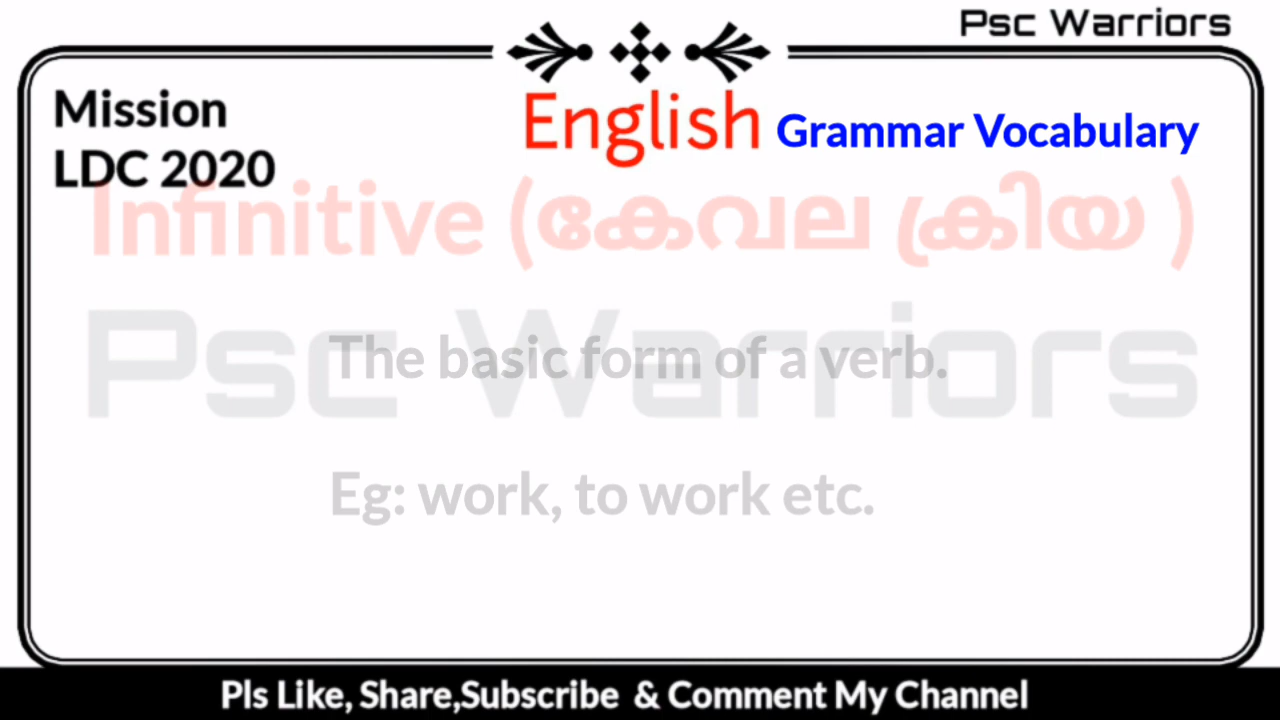 Psc Warriors
Mission
LDC 2020
English Grammar Vocabulary
Infinitive (കേവല ക്രിയ )
Psc Warriors
The basic form of a verb.
Eg: work, to work etc.
Pls Like, Share,Subscribe & Comment My Channel